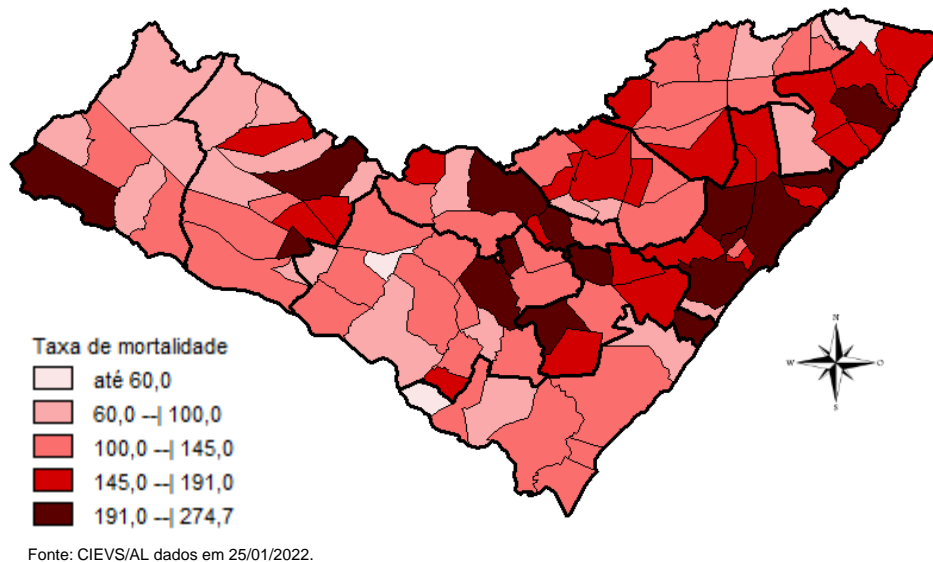 Taxa de mortalidade
até 60,0
60,0 --| 100,0
100,0 --| 145,0
145,0 --| 191,0
191,0 --| 274,7
N
W
O
S
Fonte: CIEVS/AL dados em 25/01/2022.